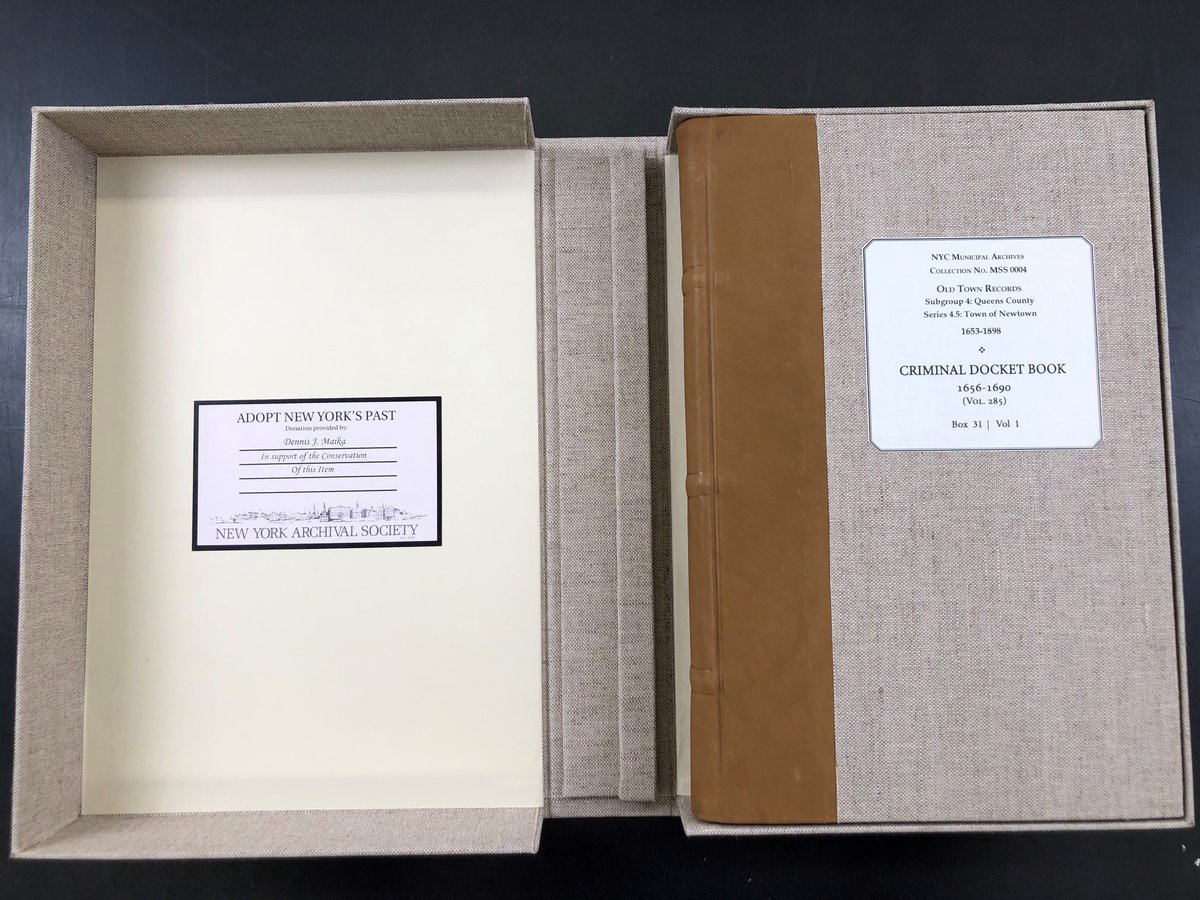 ADOPT NEW YORK'S PAST
Donation provided by:
Dennis J. Maika
In support of the Conservation
Of this Item
NEW YORK ARCHIVAL SOCIETY
NYC Municipal Archives
Collection No. MSS 0004
Old Town Records
Subgroup 4: Queens County
Series 4.5: Town of Newtown
1653-1898
CRIMINAL DOCKET BOOK
1656-1690
(Vol. 285)
Box 31 | Vol 1